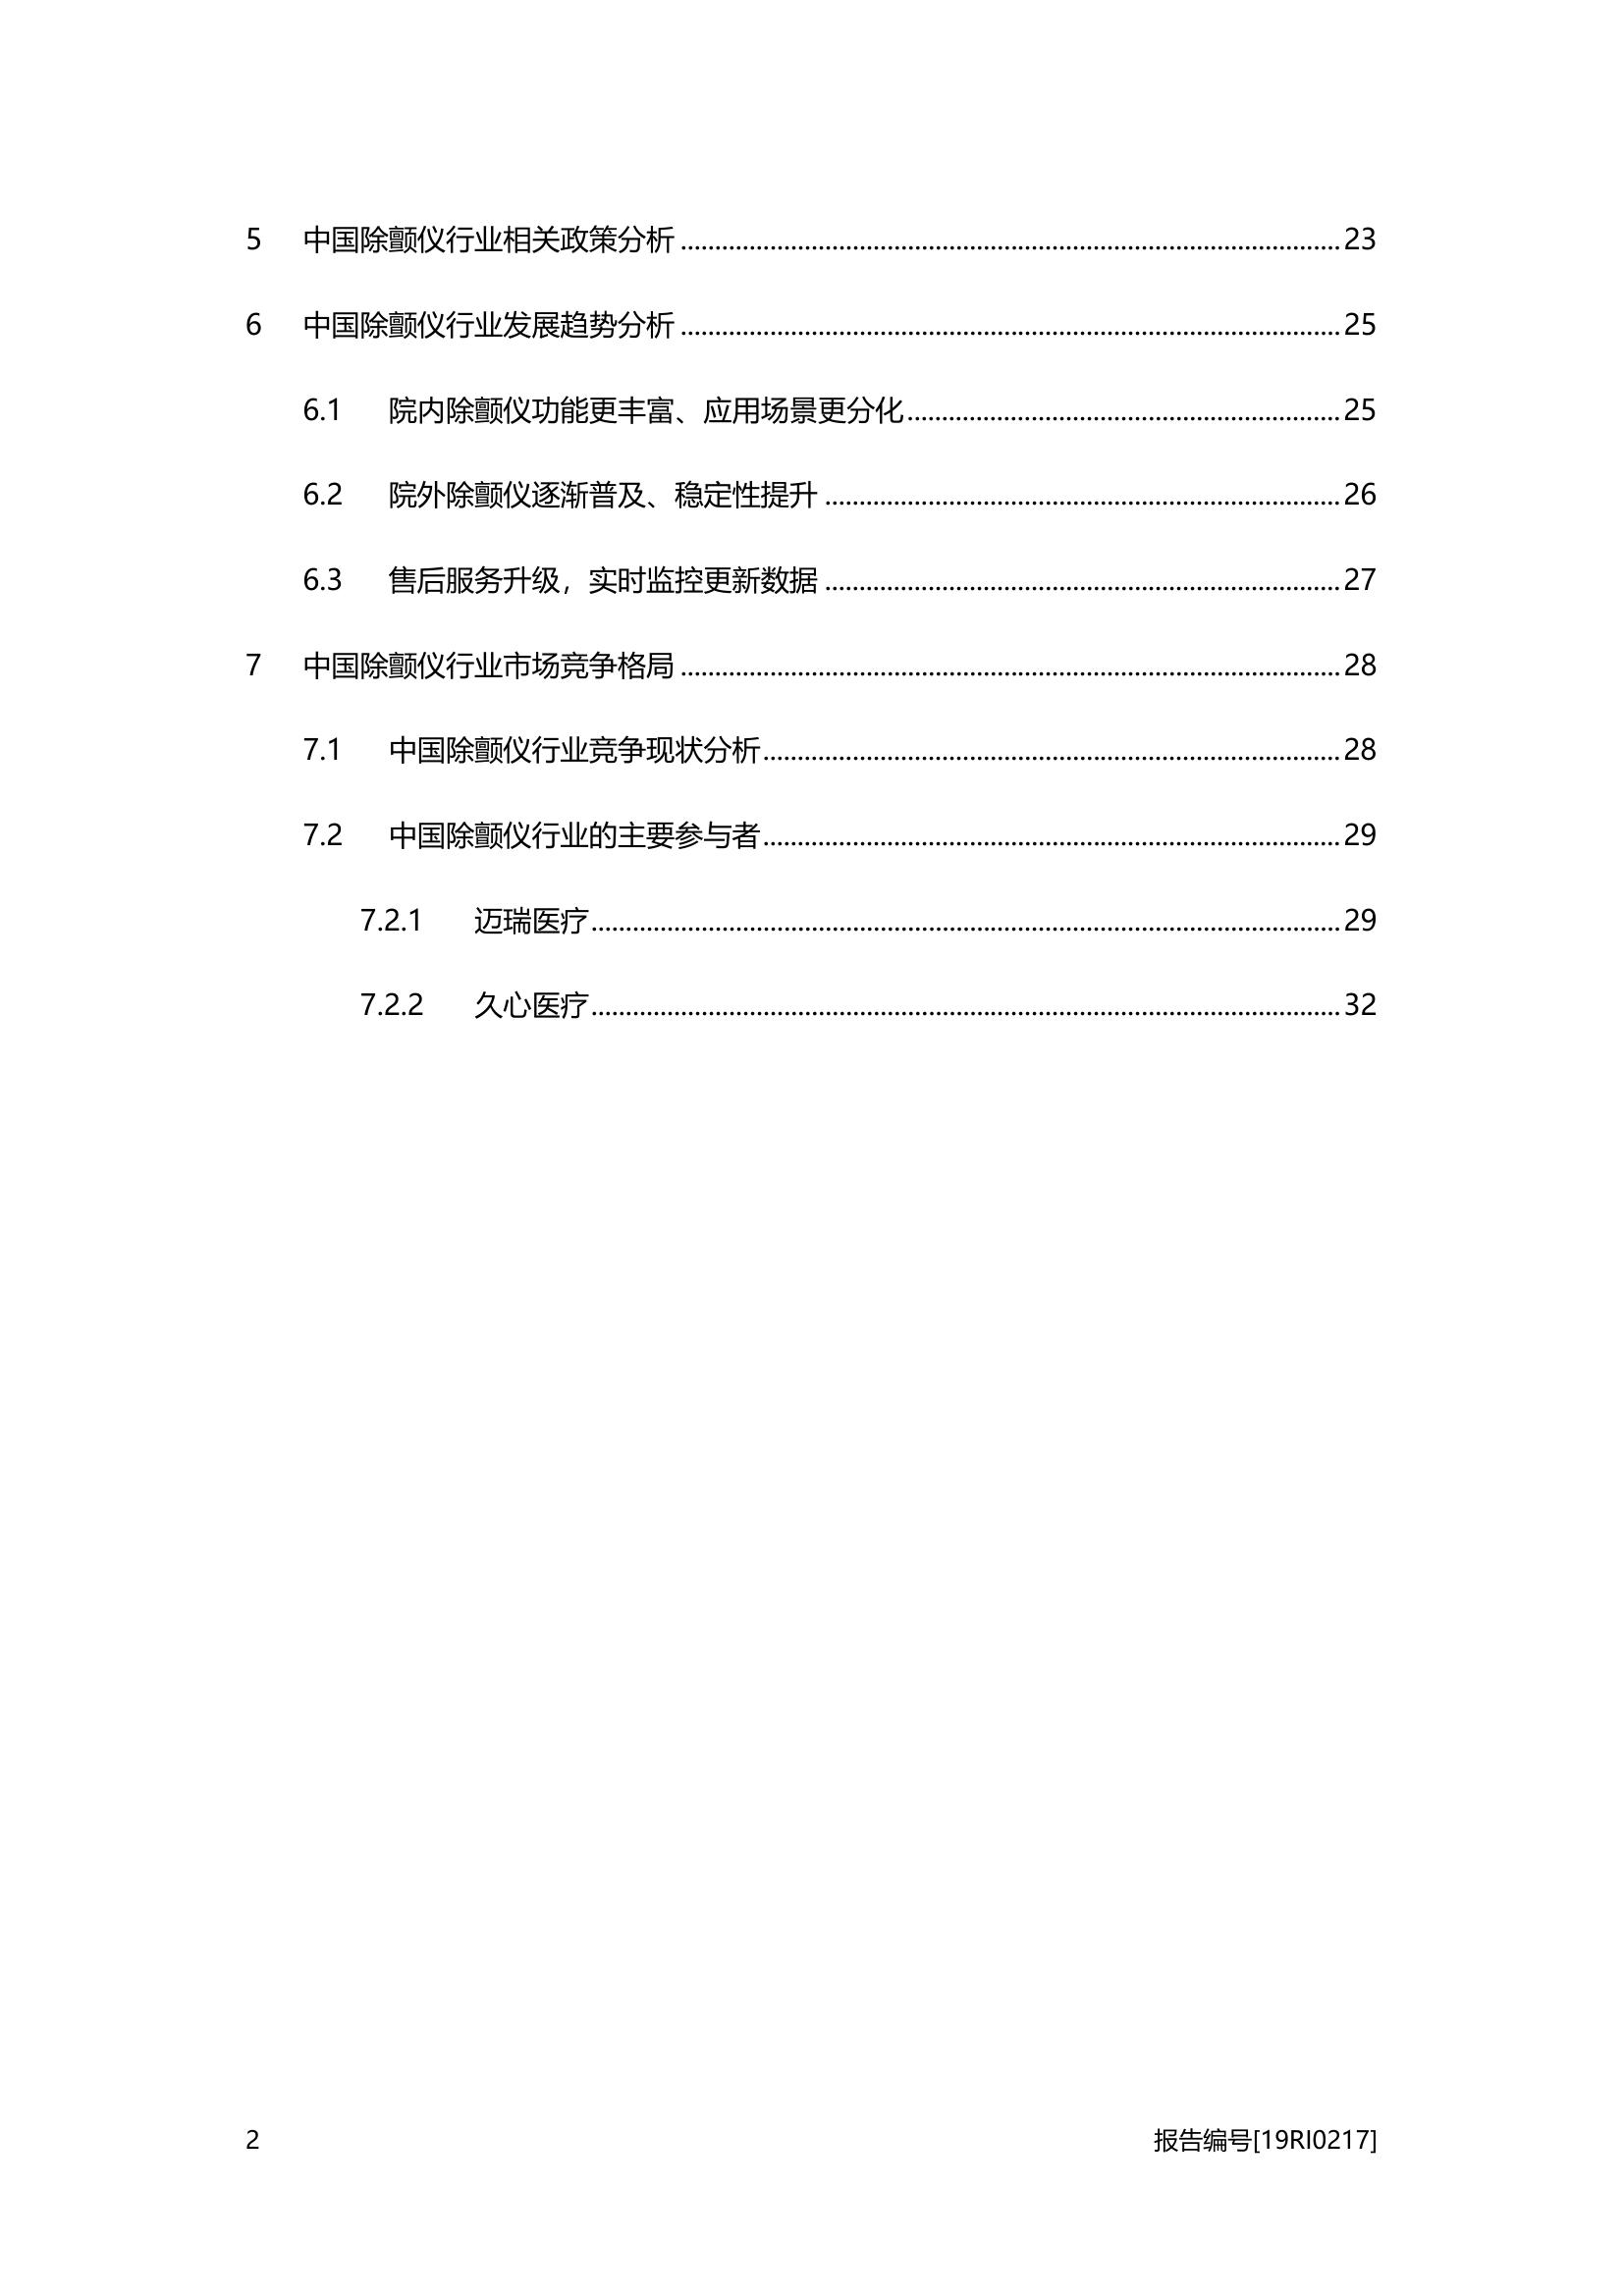 5 中国除颤仪行业相关政策分析 ........ 23
6 中国除颤仪行业发展趋势分析 ........ 25
6.1 院内除颤仪功能更丰富、应用场景更分化 ........ 25
6.2 院外除颤仪逐渐普及、稳定性提升 ........ 26
6.3 售后服务升级，实时监控更新数据 ........ 27
7 中国除颤仪行业市场竞争格局 ........ 28
7.1 中国除颤仪行业竞争现状分析 ........ 28
7.2 中国除颤仪行业的主要参与者 ........ 29
7.2.1 迈瑞医疗 ........ 29
7.2.2 久心医疗 ........ 32
2 报告编号[19RI0217]